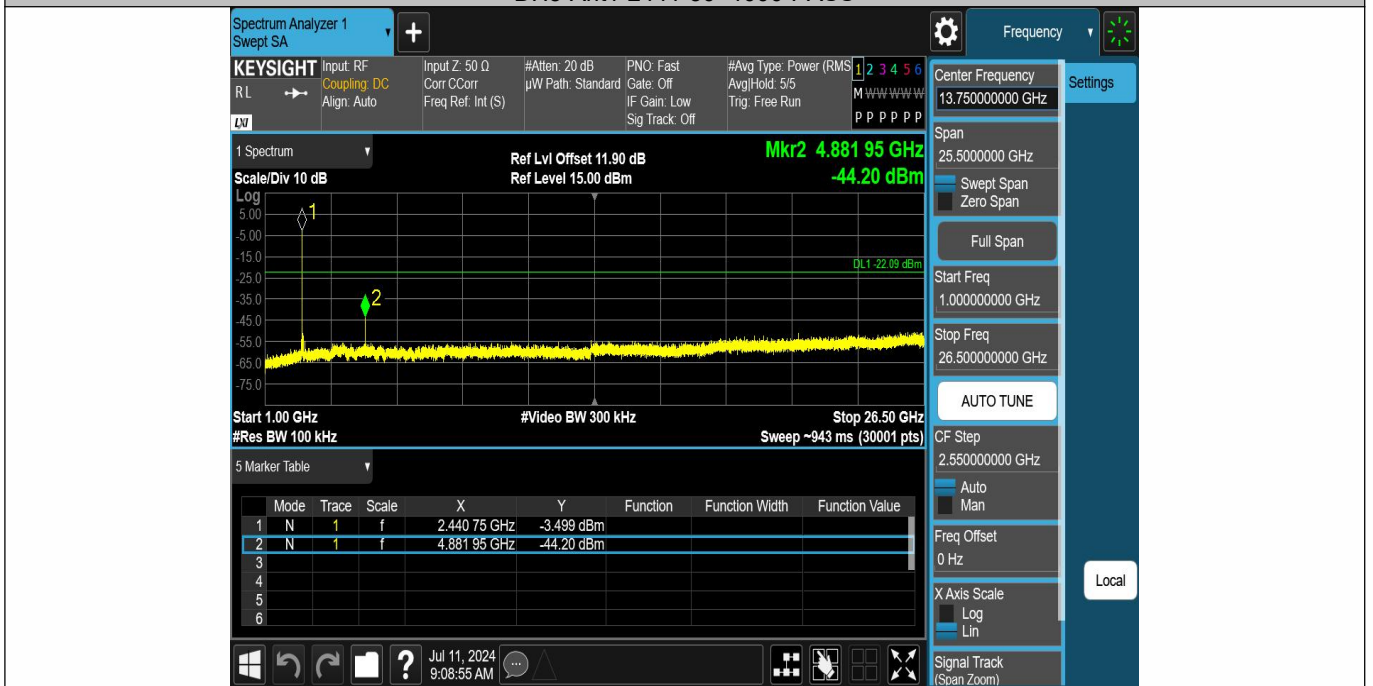 Spectrum Analyzer 1
Swept SA
Frequency
KEYSIGHT
RL
LXI
Input: RF
Coupling: DC
Align: Auto
Input Z: 50 Ω
Corr CCorr
Freq Ref: Int (S)
#Atten: 20 dB
µW Path: Standard
PNO: Fast
Gate: Off
IF Gain: Low
Sig Track: Off
#Avg Type: Power (RMS
Avg|Hold: 5/5
Trig: Free Run
1 2 3 4 5 6
M W W W W W
P P P P P P
Center Frequency
13.750000000 GHz
Settings
Span
25.5000000 GHz
Swept Span
Zero Span
Full Span
Start Freq
1.000000000 GHz
Stop Freq
26.500000000 GHz
AUTO TUNE
CF Step
2.550000000 GHz
Auto
Man
Freq Offset
0 Hz
X Axis Scale
Log
Lin
Signal Track
(Span Zoom)
Local
1 Spectrum
Scale/Div 10 dB
Ref Lvl Offset 11.90 dB
Ref Level 15.00 dBm
Mkr2 4.881 95 GHz
-44.20 dBm
Log
5.00
-5.00
-15.0
-25.0
-35.0
-45.0
-55.0
-65.0
-75.0
1
2
DL1 -22.09 dBm
Start 1.00 GHz
#Video BW 300 kHz
Stop 26.50 GHz
#Res BW 100 kHz
Sweep ~943 ms (30001 pts)
5 Marker Table
Mode Trace Scale X Y Function Function Width Function Value
1 N 1 f 2.440 75 GHz -3.499 dBm
2 N 1 f 4.881 95 GHz -44.20 dBm
3
4
5
6
?
Jul 11, 2024
9:08:55 AM